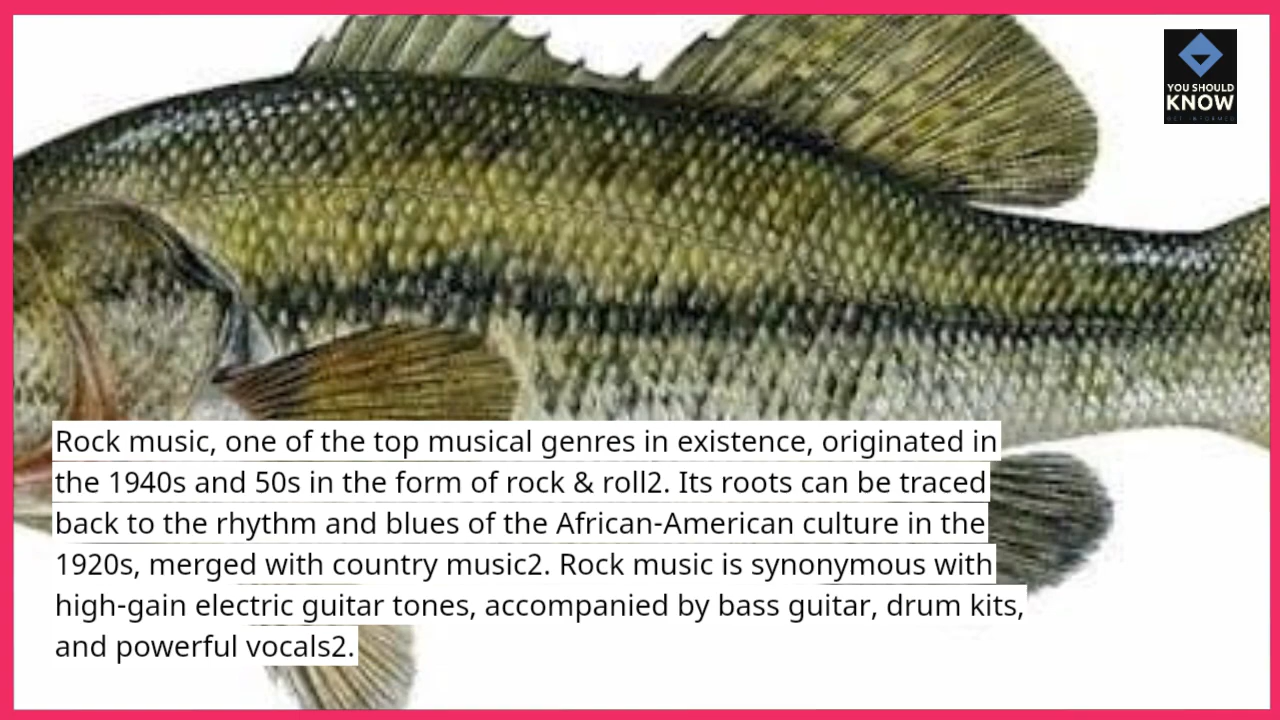 YOU SHOULD
KNOW
GET INFORMED
Rock music, one of the top musical genres in existence, originated in
the 1940s and 50s in the form of rock & roll2. Its roots can be traced
back to the rhythm and blues of the African-American culture in the
1920s, merged with country music2. Rock music is synonymous with
high-gain electric guitar tones, accompanied by bass guitar, drum kits,
and powerful vocals2.